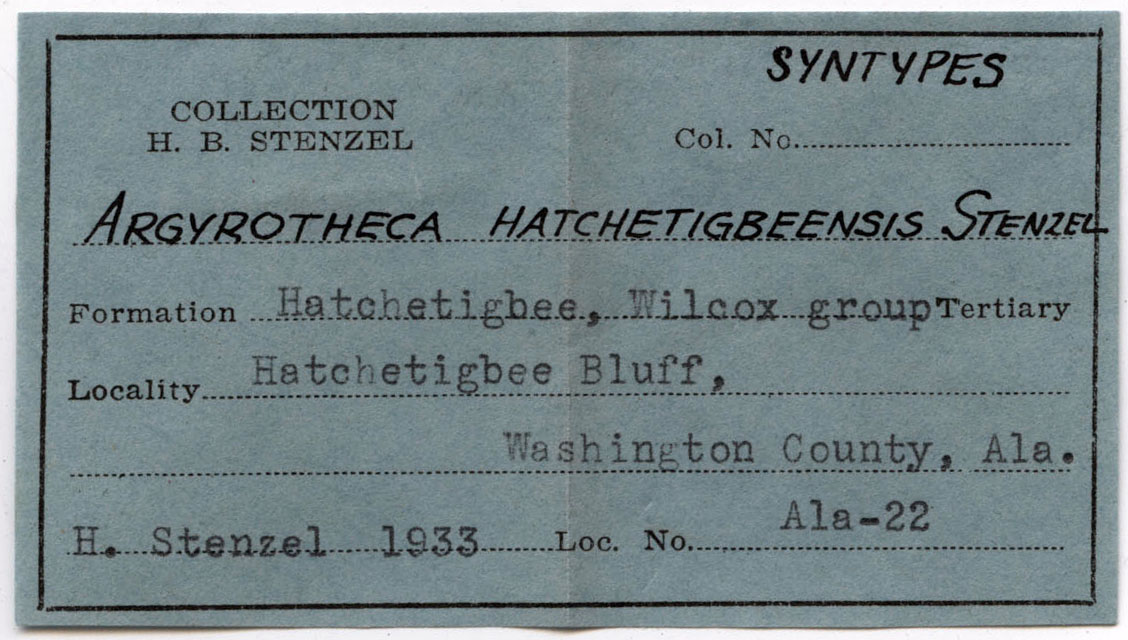 SYNTYPES
COLLECTION
H. B. STENZEL
Col. No.
ARGYROTHECA HATCHETIGBEENSIS STENZEL
Formation Hatchetigbee, Wilcox group Tertiary
Locality Hatchetigbee Bluff,
Washington County, Ala.
H. Stenzel 1933 Loc. No. Ala-22